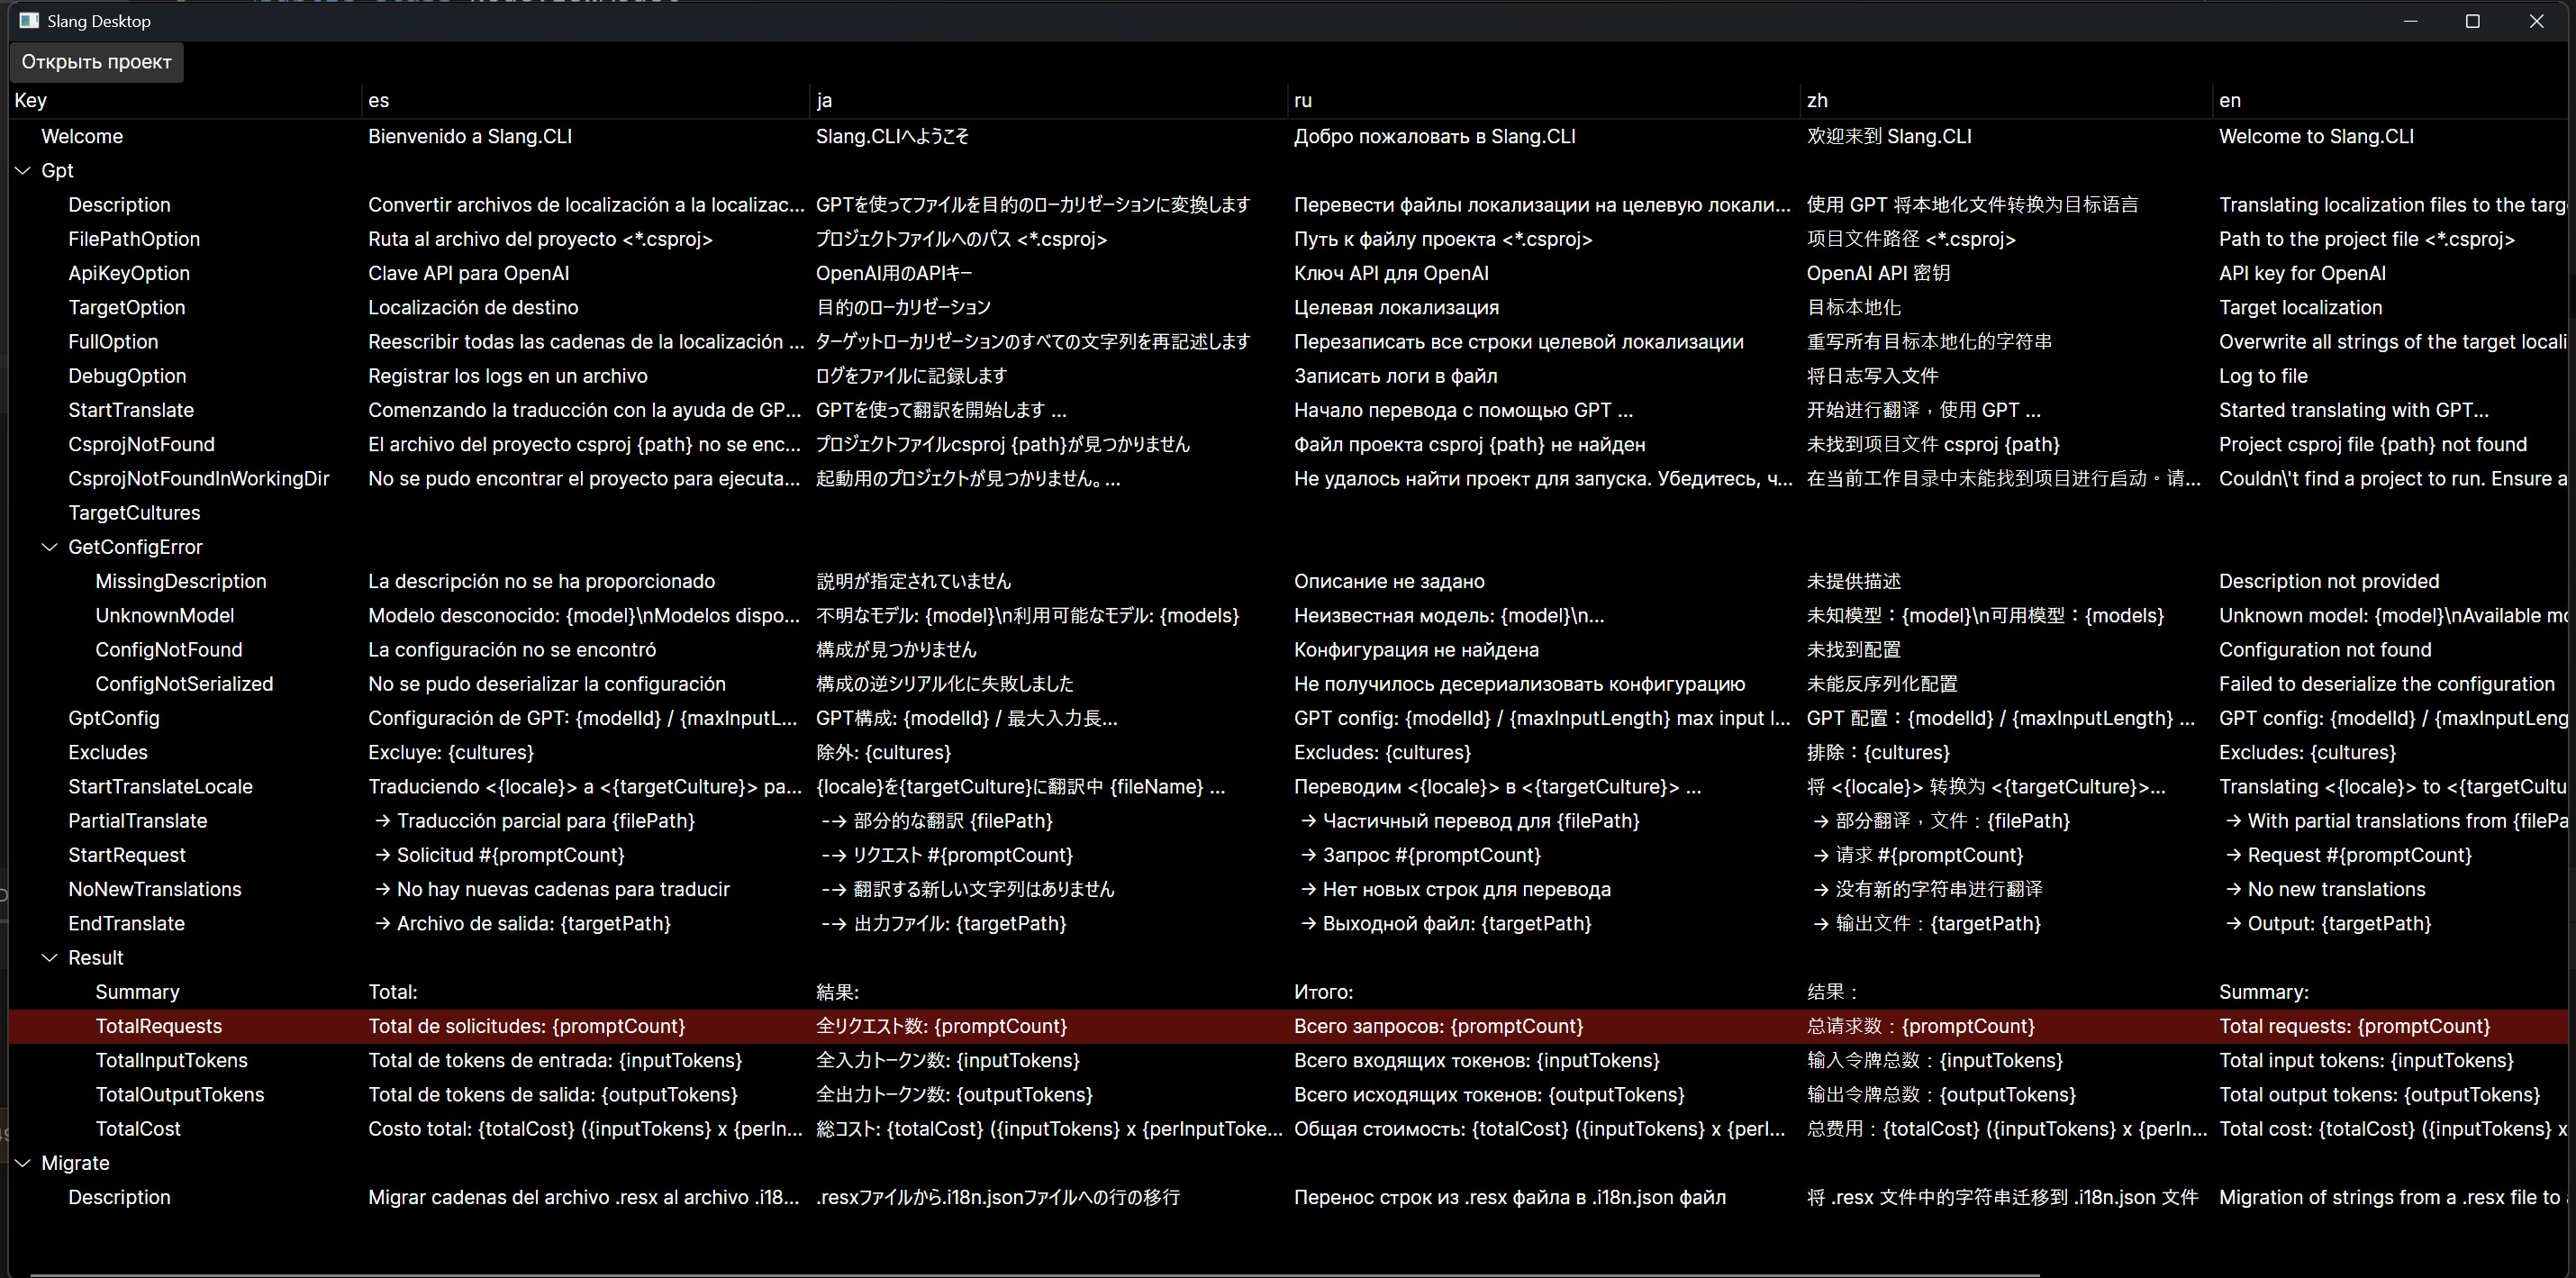 Slang Desktop
Открыть проект
Key es ja ru zh en
Welcome Bienvenido a Slang.CLI Slang.CLIへようこそ Добро пожаловать в Slang.CLI 欢迎来到 Slang.CLI Welcome to Slang.CLI
Gpt
Description Convertir archivos de localización a la localizac... GPTを使ってファイルを目的のローカリゼーションに変換します Перевести файлы локализации на целевую локали... 使用 GPT 将本地化文件转换为目标语言 Translating localization files to the targ
FilePathOption Ruta al archivo del proyecto <*.csproj> プロジェクトファイルへのパス <*.csproj> Путь к файлу проекта <*.csproj> 项目文件路径 <*.csproj> Path to the project file <*.csproj>
ApiKeyOption Clave API para OpenAI OpenAI用のAPIキー Ключ API для OpenAI OpenAI API 密钥 API key for OpenAI
TargetOption Localización de destino 目的のローカリゼーション Целевая локализация 目标本地化 Target localization
FullOption Reescribir todas las cadenas de la localización ... ターゲットローカリゼーションのすべての文字列を再記述します Перезаписать все строки целевой локализации 重写所有目标本地化的字符串 Overwrite all strings of the target locali
DebugOption Registrar los logs en un archivo ログをファイルに記録します Записать логи в файл 将日志写入文件 Log to file
StartTranslate Comenzando la traducción con la ayuda de GP... GPTを使って翻訳を開始します ... Начало перевода с помощью GPT ... 开始进行翻译，使用 GPT ... Started translating with GPT...
CsprojNotFound El archivo del proyecto csproj {path} no se enc... プロジェクトファイルcsproj {path}が見つかりません Файл проекта csproj {path} не найден 未找到项目文件 csproj {path} Project csproj file {path} not found
CsprojNotFoundInWorkingDir No se pudo encontrar el proyecto para ejecuta... 起動用のプロジェクトが見つかりません。... Не удалось найти проект для запуска. Убедитесь, ч... 在当前工作目录中未能找到项目进行启动。请... Couldn\'t find a project to run. Ensure a
TargetCultures
GetConfigError
MissingDescription La descripción no se ha proporcionado 説明が指定されていません Описание не задано 未提供描述 Description not provided
UnknownModel Modelo desconocido: {model}\nModelos dispo... 不明なモデル: {model}\n利用可能なモデル: {models} Неизвестная модель: {model}\n... 未知模型：{model}\n可用模型：{models} Unknown model: {model}\nAvailable mo
ConfigNotFound La configuración no se encontró 構成が見つかりません Конфигурация не найдена 未找到配置 Configuration not found
ConfigNotSerialized No se pudo deserializar la configuración 構成の逆シリアル化に失敗しました Не получилось десериализовать конфигурацию 未能反序列化配置 Failed to deserialize the configuration
GptConfig Configuración de GPT: {modelId} / {maxInputL... GPT構成: {modelId} / 最大入力長... GPT config: {modelId} / {maxInputLength} max input l... GPT 配置：{modelId} / {maxInputLength} ... GPT config: {modelId} / {maxInputLeng
Excludes Excluye: {cultures} 除外: {cultures} Excludes: {cultures} 排除：{cultures} Excludes: {cultures}
StartTranslateLocale Traduciendo <{locale}> a <{targetCulture}> pa... {locale}を{targetCulture}に翻訳中 {fileName} ... Переводим <{locale}> в <{targetCulture}> ... 将 <{locale}> 转换为 <{targetCulture}>... Translating <{locale}> to <{targetCultu
PartialTranslate → Traducción parcial para {filePath} -→ 部分的な翻訳 {filePath} → Частичный перевод для {filePath} → 部分翻译，文件：{filePath} → With partial translations from {filePa
StartRequest → Solicitud #{promptCount} -→ リクエスト #{promptCount} → Запрос #{promptCount} → 请求 #{promptCount} → Request #{promptCount}
NoNewTranslations → No hay nuevas cadenas para traducir -→ 翻訳する新しい文字列はありません → Нет новых строк для перевода → 没有新的字符串进行翻译 → No new translations
EndTranslate → Archivo de salida: {targetPath} -→ 出力ファイル: {targetPath} → Выходной файл: {targetPath} → 输出文件：{targetPath} → Output: {targetPath}
Result
Summary Total: 結果: Итого: 结果： Summary:
TotalRequests Total de solicitudes: {promptCount} 全リクエスト数: {promptCount} Всего запросов: {promptCount} 总请求数：{promptCount} Total requests: {promptCount}
TotalInputTokens Total de tokens de entrada: {inputTokens} 全入力トークン数: {inputTokens} Всего входящих токенов: {inputTokens} 输入令牌总数：{inputTokens} Total input tokens: {inputTokens}
TotalOutputTokens Total de tokens de salida: {outputTokens} 全出力トークン数: {outputTokens} Всего исходящих токенов: {outputTokens} 输出令牌总数：{outputTokens} Total output tokens: {outputTokens}
TotalCost Costo total: {totalCost} ({inputTokens} x {perIn... 総コスト: {totalCost} ({inputTokens} x {perInputToke... Общая стоимость: {totalCost} ({inputTokens} x {perI... 总费用：{totalCost} ({inputTokens} x {perIn... Total cost: {totalCost} ({inputTokens} x
Migrate
Description Migrar cadenas del archivo .resx al archivo .i18... .resxファイルから.i18n.jsonファイルへの行の移行 Перенос строк из .resx файла в .i18n.json файл 将 .resx 文件中的字符串迁移到 .i18n.json 文件 Migration of strings from a .resx file to